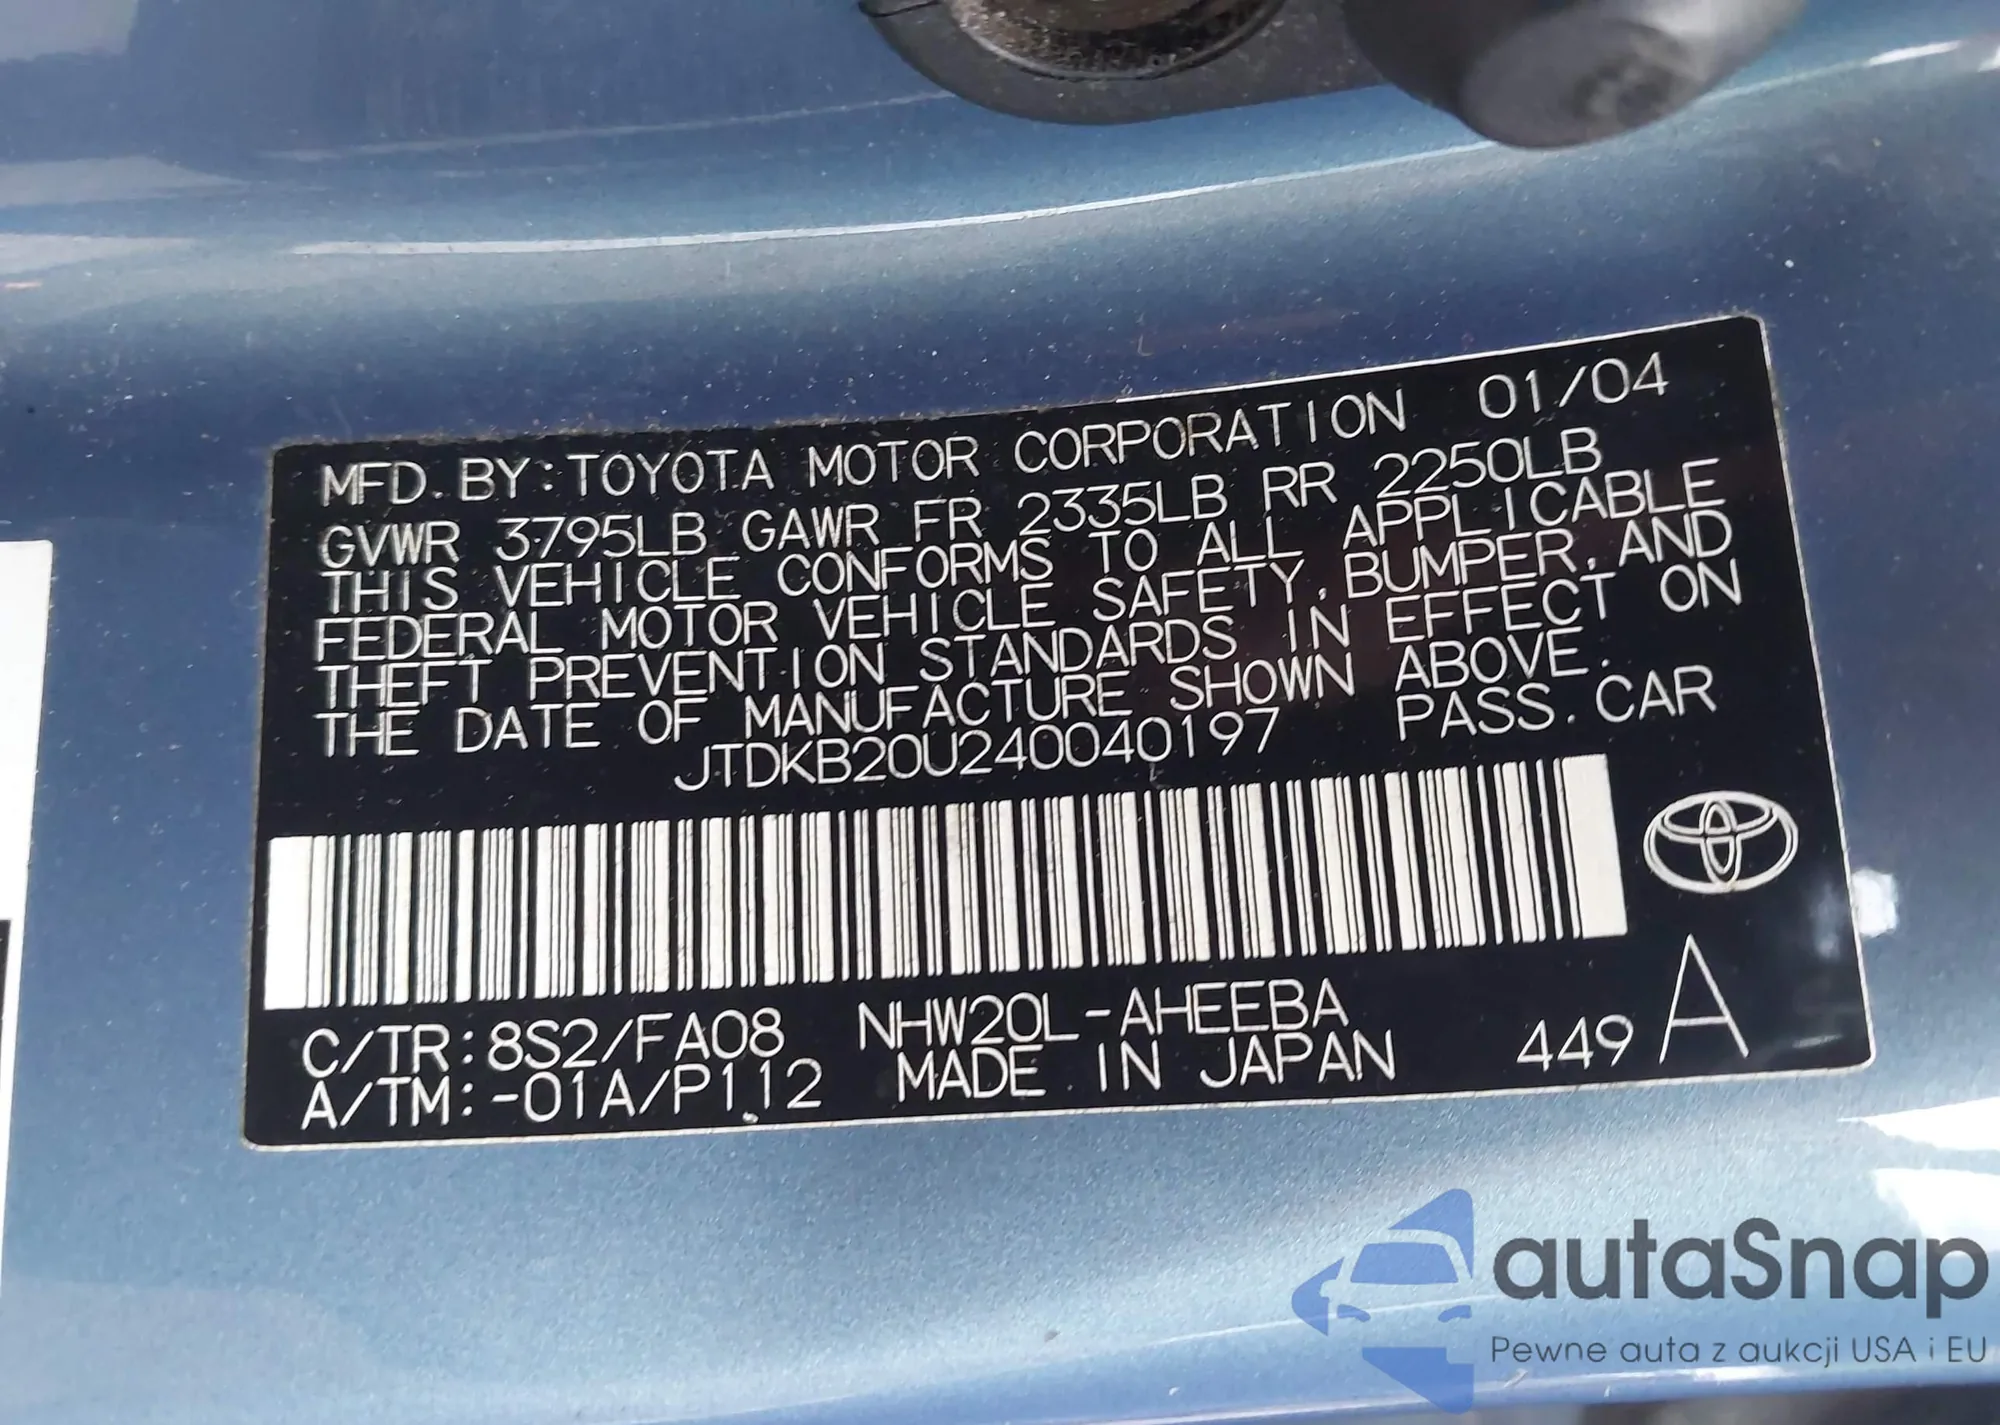 MFD. BY: TOYOTA MOTOR CORPORATION 01/04
GVWR 3795LB GAWR FR 2335LB RR 2250LB
THIS VEHICLE CONFORMS TO ALL APPLICABLE
FEDERAL MOTOR VEHICLE SAFETY, BUMPER, AND
THEFT PREVENTION STANDARDS IN EFFECT ON
THE DATE OF MANUFACTURE SHOWN ABOVE.
JTDKB20U240040197 PASS. CAR
C/TR: 8S2/FA08 NHW20L-AHEEBA
A/TM: -01A/P112 MADE IN JAPAN 449 A
autaSnap
Pewne auta z aukcji USA i EU